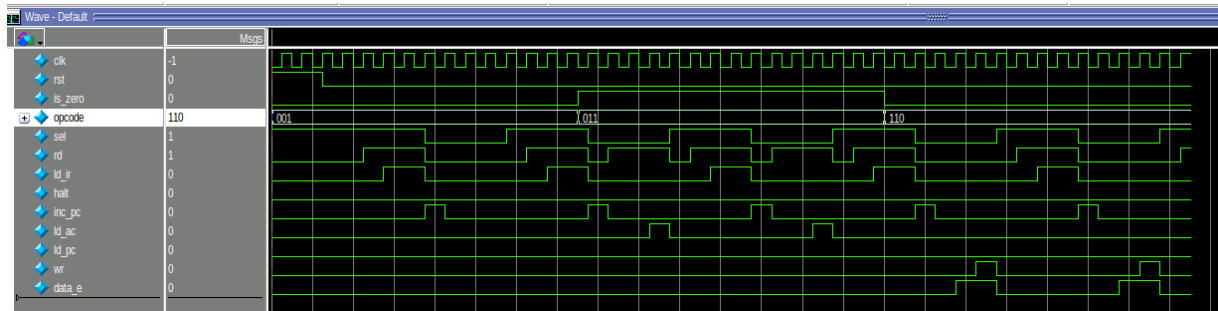 Wave - Default
Msgs
clk -1
rst 0
is_zero 0
opcode 110 001 011 110
sel 1
rd 1
ld_ir 0
halt 0
inc_pc 0
ld_ac 0
ld_pc 0
wr 0
data_e 0